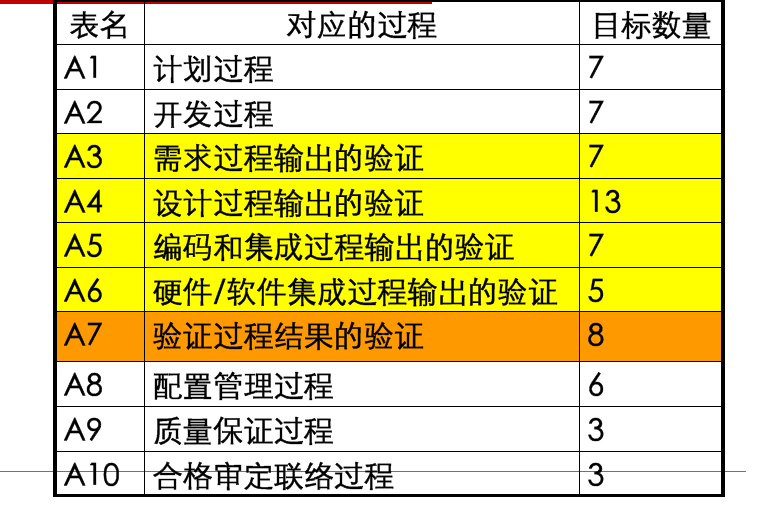 表名 对应的过程 目标数量
A1 计划过程 7
A2 开发过程 7
A3 需求过程输出的验证 7
A4 设计过程输出的验证 13
A5 编码和集成过程输出的验证 7
A6 硬件/软件集成过程输出的验证 5
A7 验证过程结果的验证 8
A8 配置管理过程 6
A9 质量保证过程 3
A10 合格审定联络过程 3